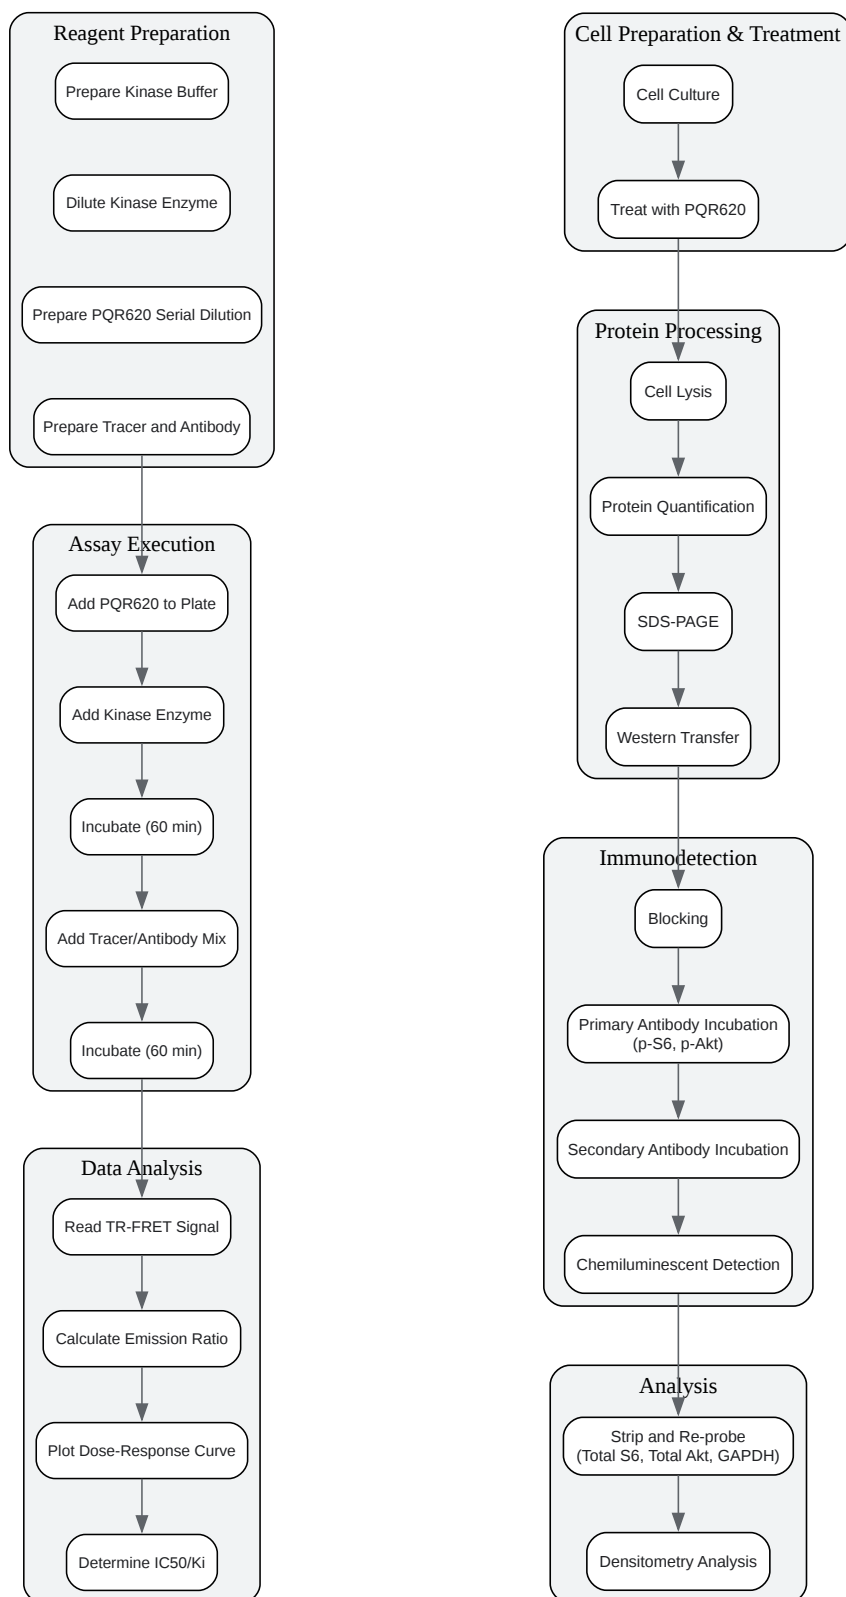 Reagent Preparation
Prepare Kinase Buffer
Dilute Kinase Enzyme
Prepare PQR620 Serial Dilution
Prepare Tracer and Antibody
Assay Execution
Add PQR620 to Plate
Add Kinase Enzyme
Incubate (60 min)
Add Tracer/Antibody Mix
Incubate (60 min)
Data Analysis
Read TR-FRET Signal
Calculate Emission Ratio
Plot Dose-Response Curve
Determine IC50/Ki
Cell Preparation & Treatment
Cell Culture
Treat with PQR620
Protein Processing
Cell Lysis
Protein Quantification
SDS-PAGE
Western Transfer
Immunodetection
Blocking
Primary Antibody Incubation
(p-S6, p-Akt)
Secondary Antibody Incubation
Chemiluminescent Detection
Analysis
Strip and Re-probe
(Total S6, Total Akt, GAPDH)
Densitometry Analysis